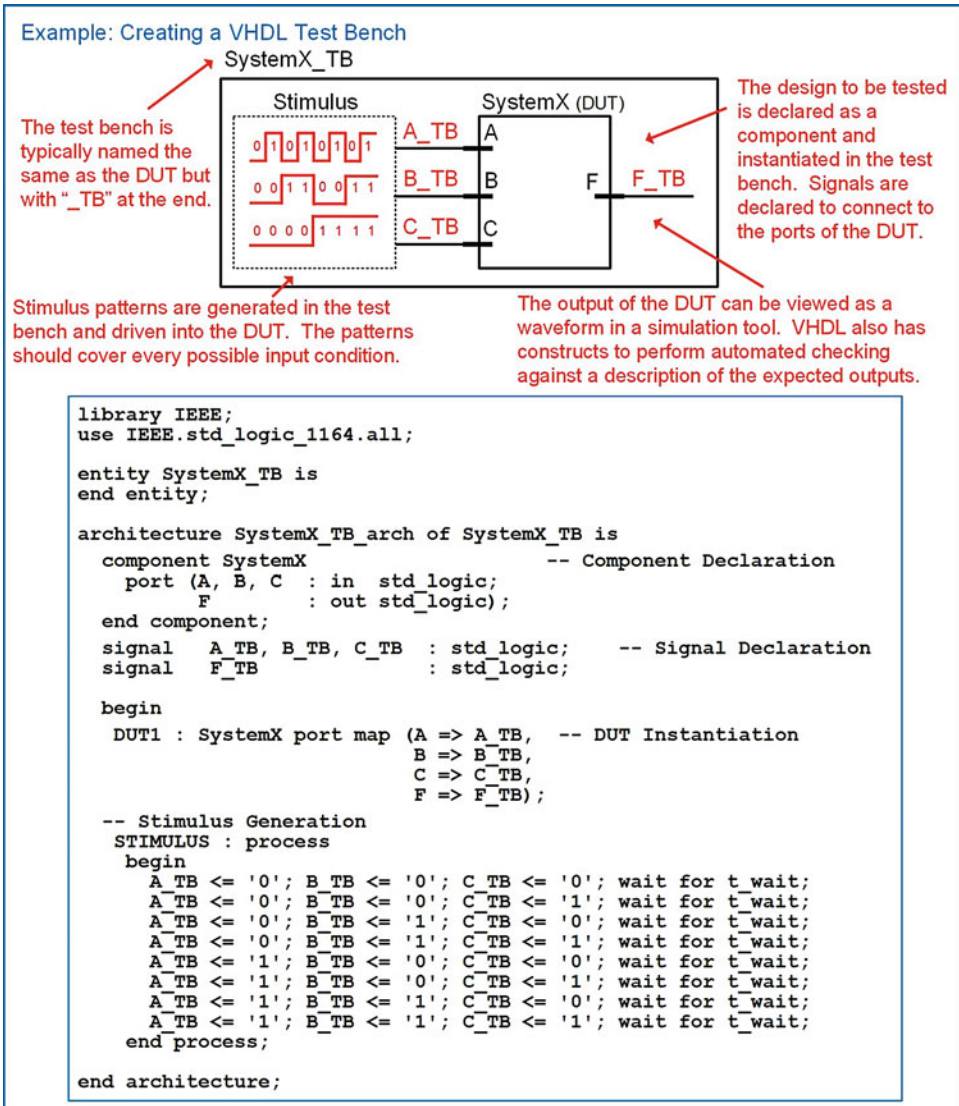 Example: Creating a VHDL Test Bench
SystemX_TB
The test bench is
typically named the
same as the DUT but
with “_TB” at the end.
Stimulus
0 1 0 1 0 1 0 1
0 0 1 1 0 0 1 1
0 0 0 0 1 1 1 1
A_TB
B_TB
C_TB
SystemX (DUT)
A
B
C
F
F_TB
The design to be tested
is declared as a
component and
instantiated in the test
bench. Signals are
declared to connect to
the ports of the DUT.
Stimulus patterns are generated in the test
bench and driven into the DUT. The patterns
should cover every possible input condition.
The output of the DUT can be viewed as a
waveform in a simulation tool. VHDL also has
constructs to perform automated checking
against a description of the expected outputs.
library IEEE;
use IEEE.std_logic_1164.all;
entity SystemX_TB is
end entity;
architecture SystemX_TB_arch of SystemX_TB is
component SystemX -- Component Declaration
port (A, B, C : in std_logic;
F : out std_logic);
end component;
signal A_TB, B_TB, C_TB : std_logic; -- Signal Declaration
signal F_TB : std_logic;
begin
DUT1 : SystemX port map (A => A_TB, -- DUT Instantiation
B => B_TB,
C => C_TB,
F => F_TB);
-- Stimulus Generation
STIMULUS : process
begin
A_TB <= '0'; B_TB <= '0'; C_TB <= '0'; wait for t_wait;
A_TB <= '0'; B_TB <= '0'; C_TB <= '1'; wait for t_wait;
A_TB <= '0'; B_TB <= '1'; C_TB <= '0'; wait for t_wait;
A_TB <= '0'; B_TB <= '1'; C_TB <= '1'; wait for t_wait;
A_TB <= '1'; B_TB <= '0'; C_TB <= '0'; wait for t_wait;
A_TB <= '1'; B_TB <= '0'; C_TB <= '1'; wait for t_wait;
A_TB <= '1'; B_TB <= '1'; C_TB <= '0'; wait for t_wait;
A_TB <= '1'; B_TB <= '1'; C_TB <= '1'; wait for t_wait;
end process;
end architecture;